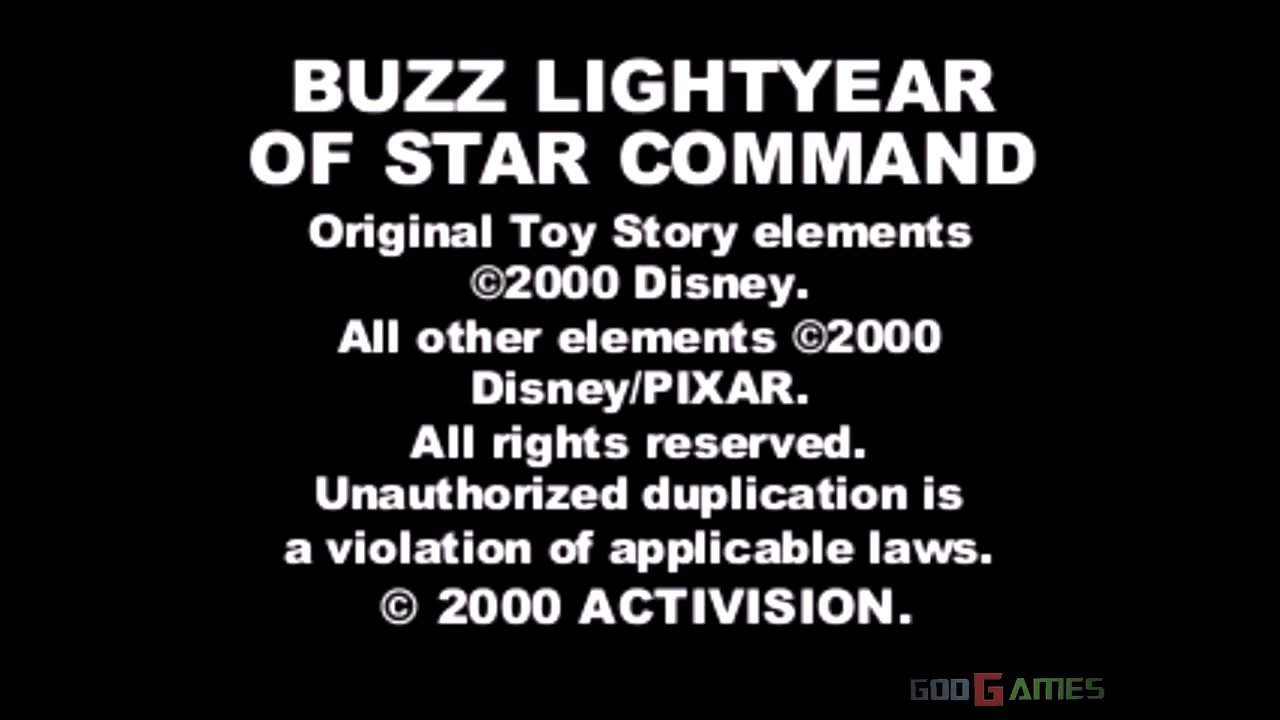 BUZZ LIGHTYEAR
OF STAR COMMAND
Original Toy Story elements
©2000 Disney.
All other elements ©2000
Disney/PIXAR.
All rights reserved.
Unauthorized duplication is
a violation of applicable laws.
© 2000 ACTIVISION.
GODGAMES